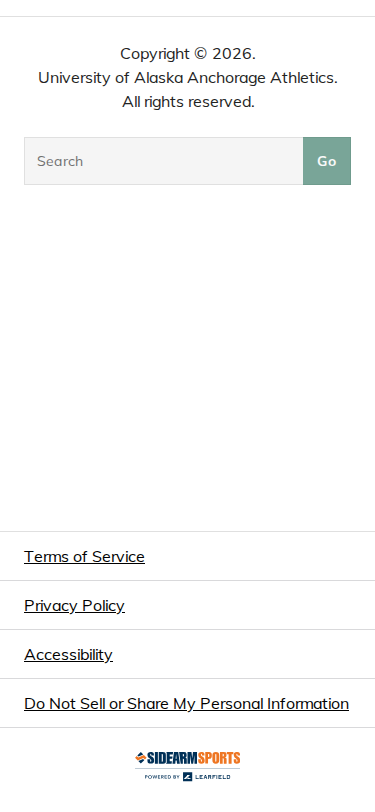 Copyright © 2026.
University of Alaska Anchorage Athletics.
All rights reserved.
Search
Go
Terms of Service
Privacy Policy
Accessibility
Do Not Sell or Share My Personal Information
SIDEARMSPORTS
POWERED BY LEARFIELD